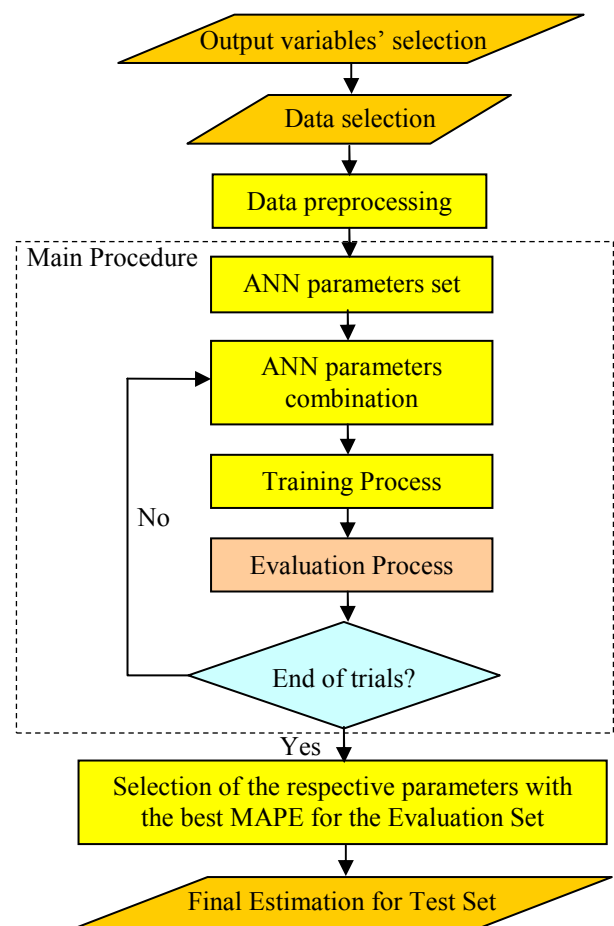 Output variables’ selection
Data selection
Data preprocessing
Main Procedure
ANN parameters set
ANN parameters
combination
Training Process
No
Evaluation Process
End of trials?
Yes
Selection of the respective parameters with
the best MAPE for the Evaluation Set
Final Estimation for Test Set